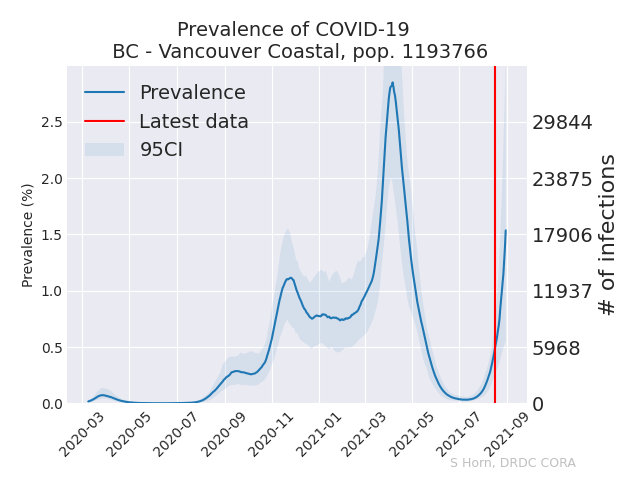 Prevalence of COVID-19
BC - Vancouver Coastal, pop. 1193766
Prevalence
Latest data
95CI
Prevalence (%)
2.5
2.0
1.5
1.0
0.5
0.0
29844
23875
17906
11937
5968
0
# of infections
2020-03
2020-05
2020-07
2020-09
2020-11
2021-01
2021-03
2021-05
2021-07
2021-09
S Horn, DRDC CORA